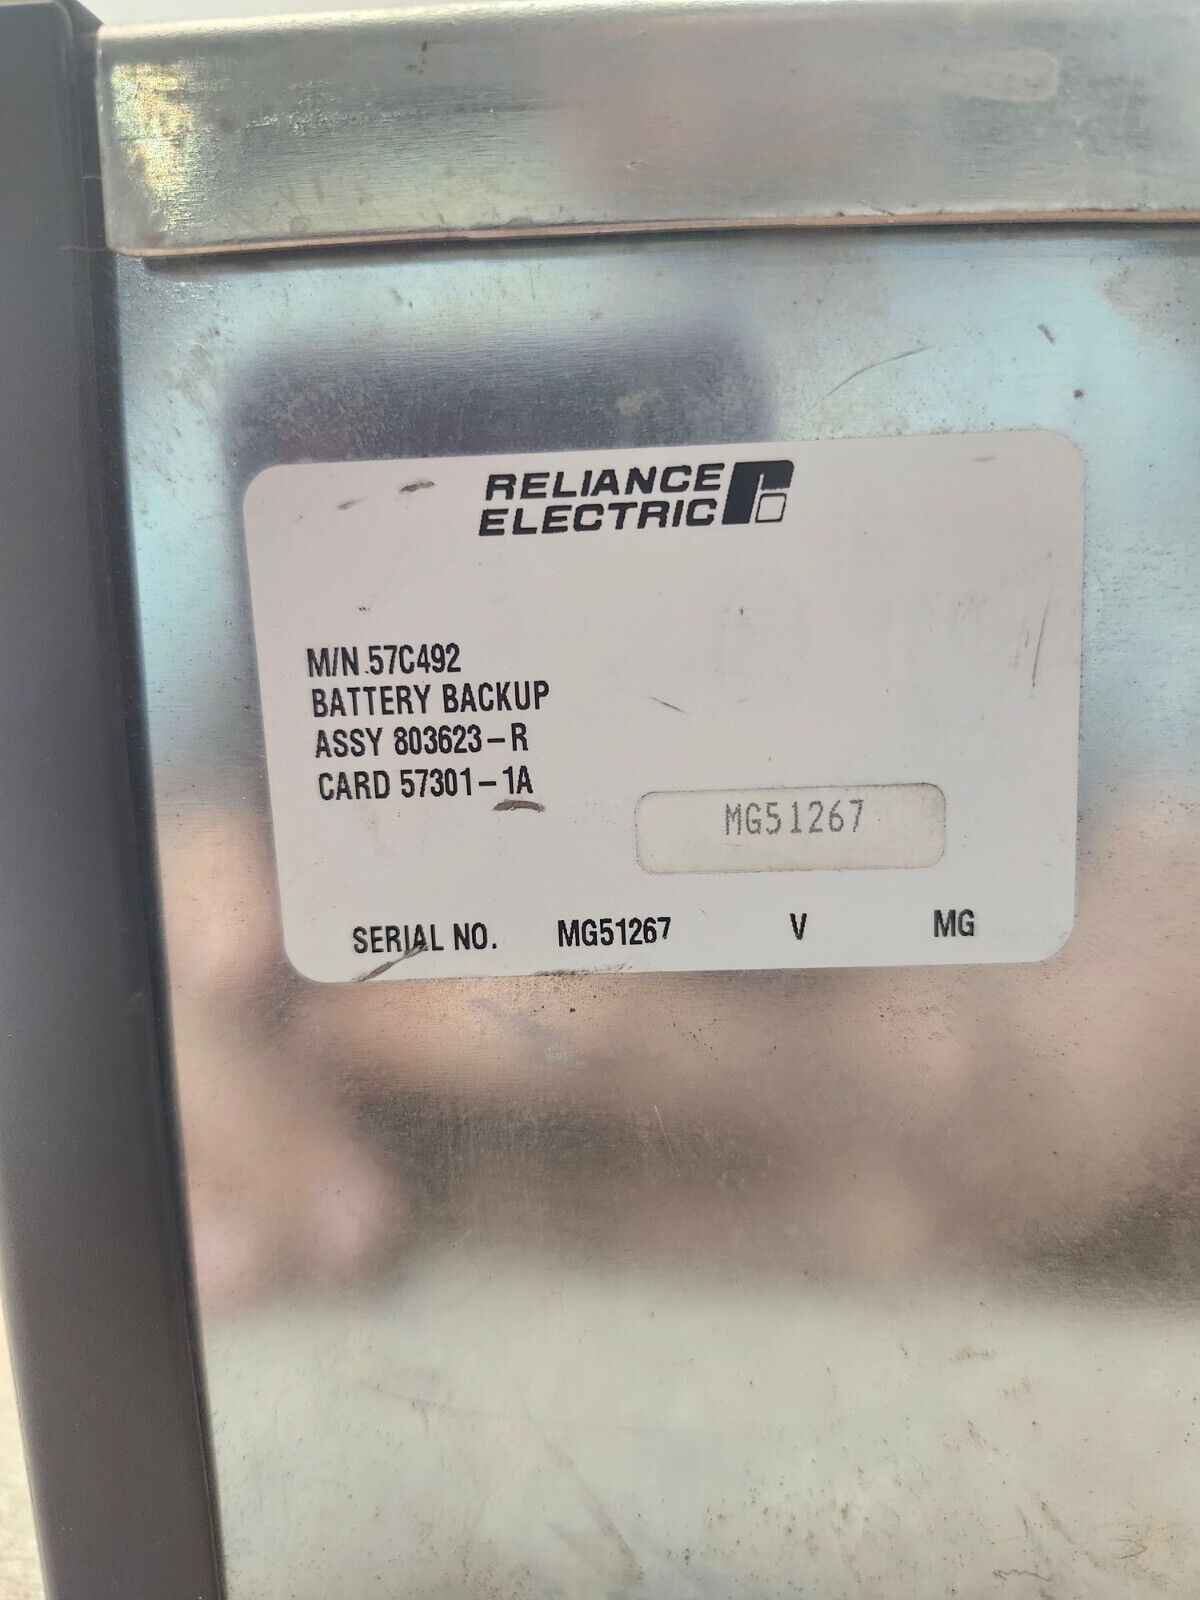 RELIANCE
ELECTRIC
M/N 57C492
BATTERY BACKUP
ASSY 803623-R
CARD 57301-1A
MG51267
SERIAL NO. MG51267 V MG